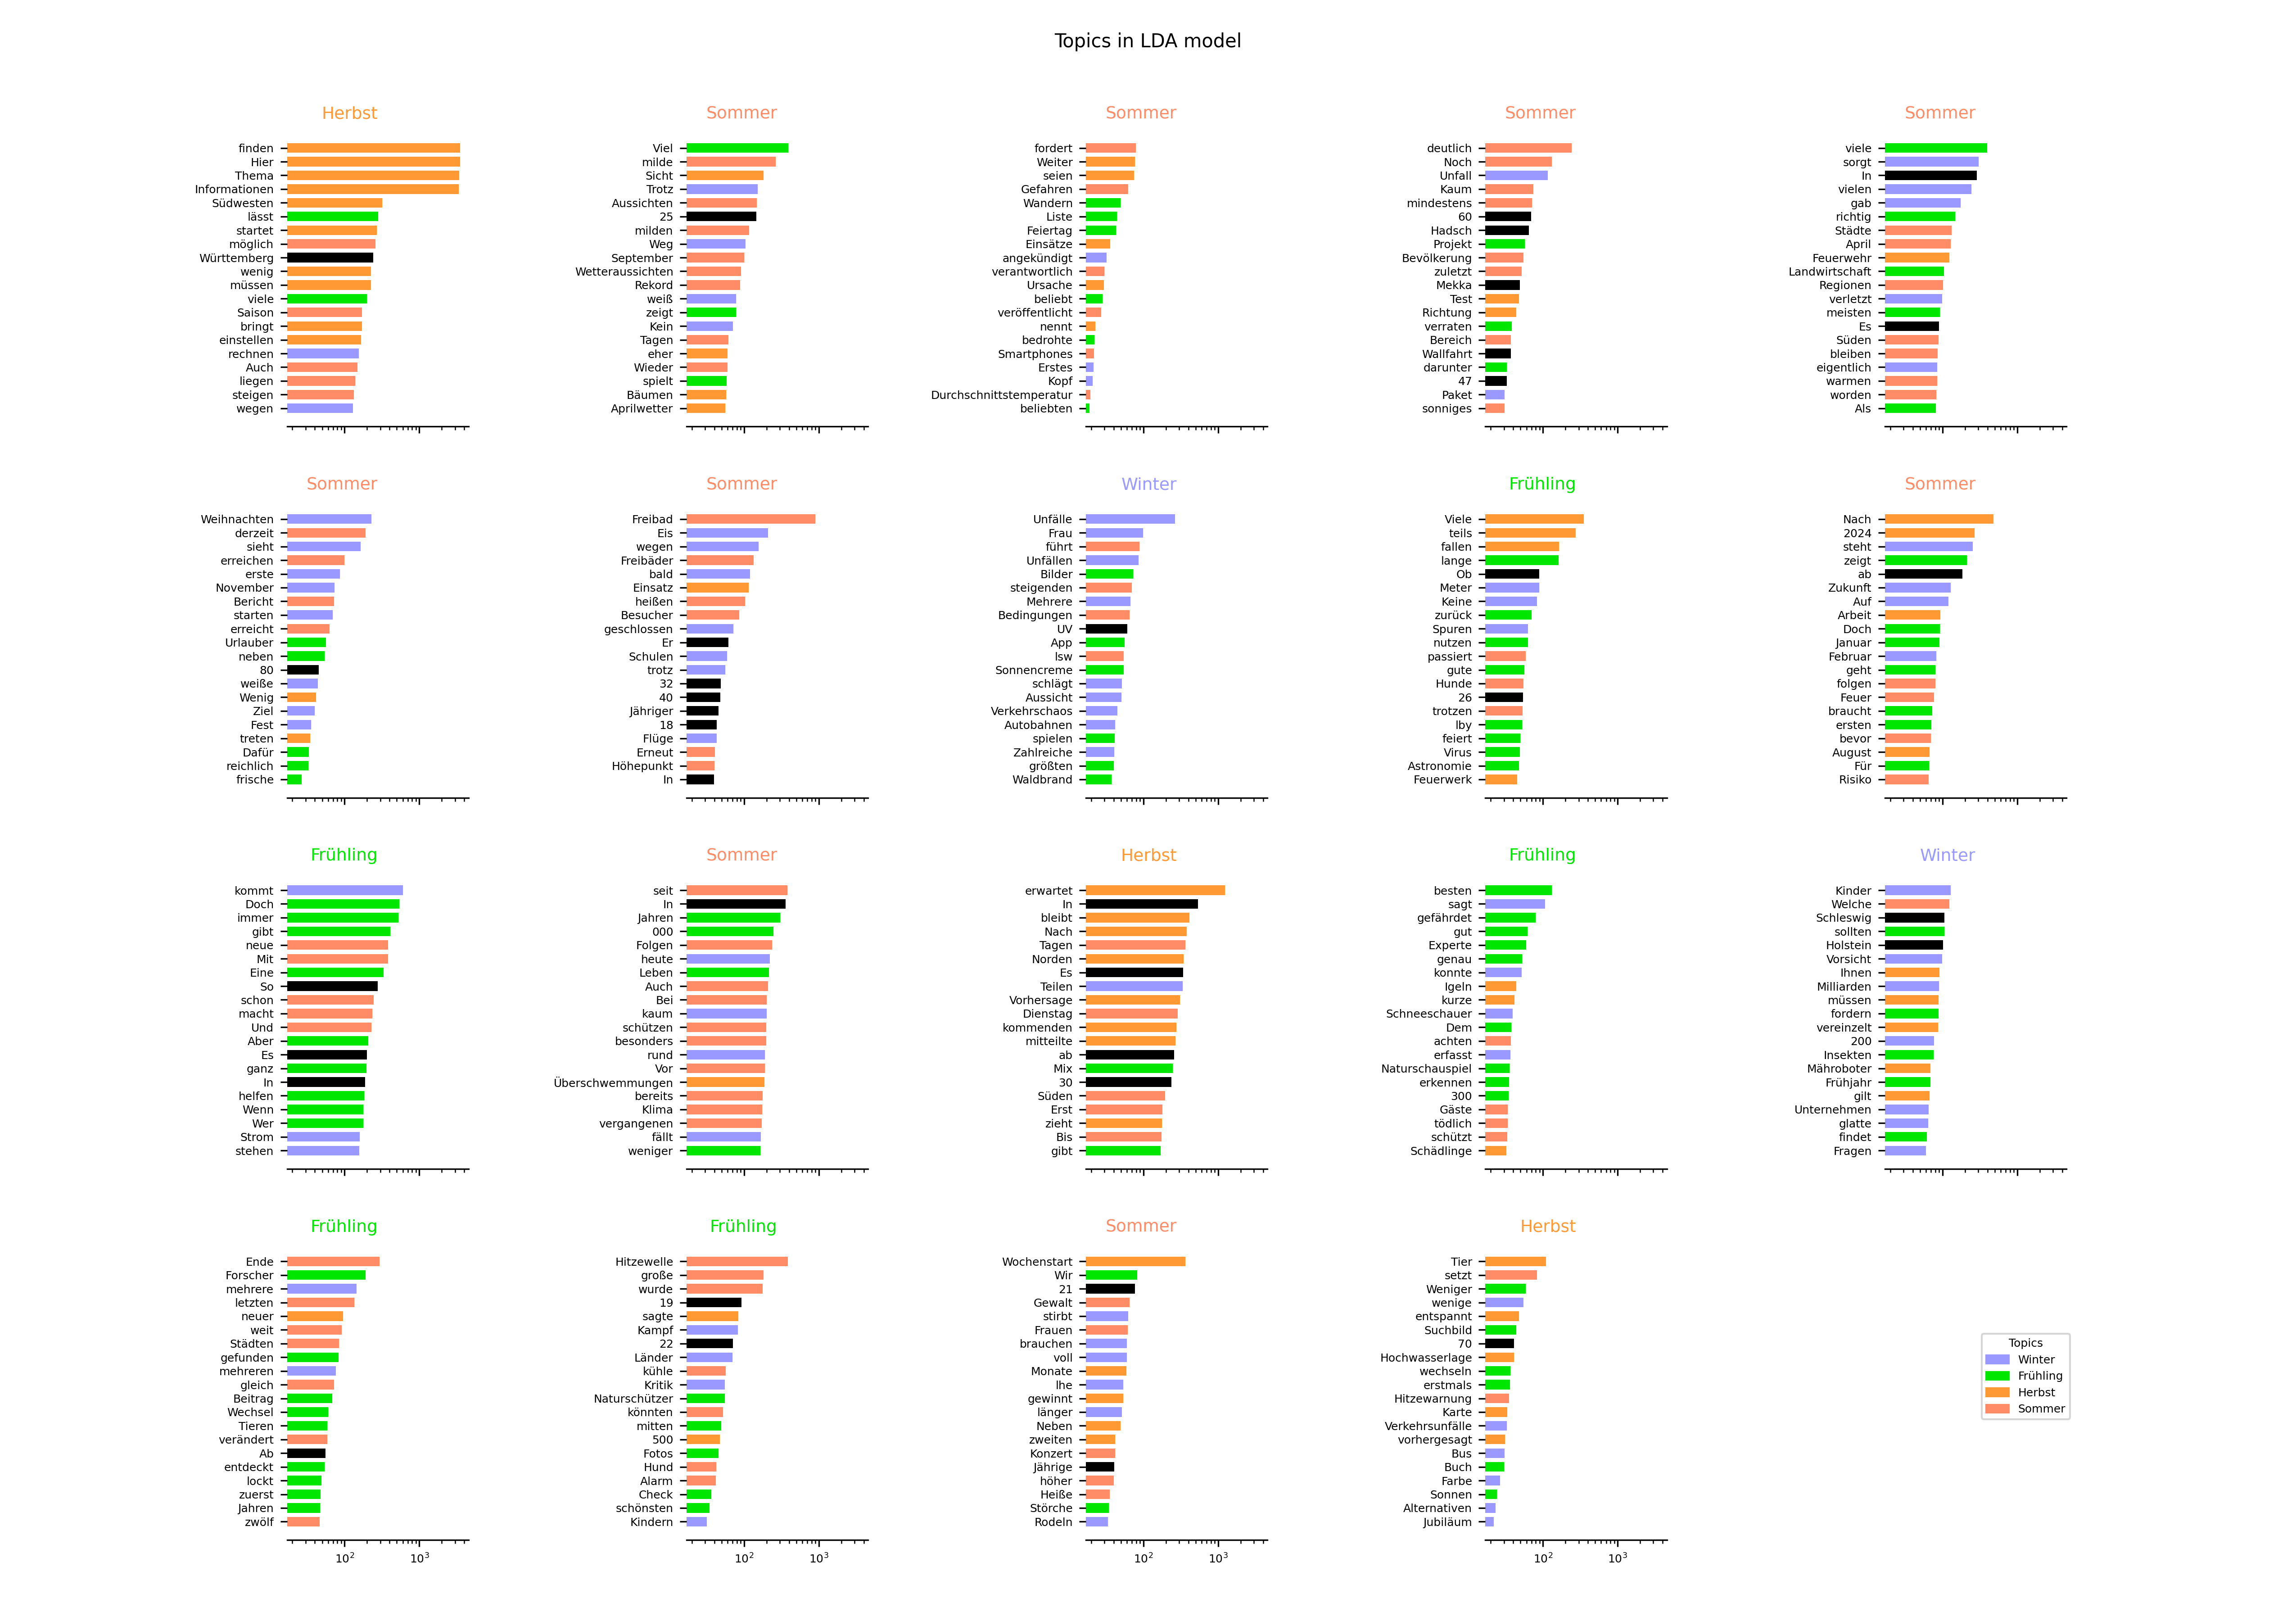 Topics in LDA model
Herbst
finden
Hier
Thema
Informationen
Südwesten
lässt
startet
möglich
Württemberg
wenig
müssen
viele
Saison
bringt
einstellen
rechnen
Auch
liegen
steigen
wegen
Sommer
Viel
milde
Sicht
Trotz
Aussichten
25
milden
Weg
September
Wetteraussichten
Rekord
weiß
zeigt
Kein
Tagen
eher
Wieder
spielt
Bäumen
Aprilwetter
Sommer
fordert
Weiter
seien
Gefahren
Wandern
Liste
Feiertag
Einsätze
angekündigt
verantwortlich
Ursache
beliebt
veröffentlicht
nennt
bedrohte
Smartphones
Erstes
Kopf
Durchschnittstemperatur
beliebten
Sommer
deutlich
Noch
Unfall
Kaum
mindestens
60
Hadsch
Projekt
Bevölkerung
zuletzt
Mekka
Test
Richtung
verraten
Bereich
Wallfahrt
darunter
47
Paket
sonniges
Sommer
viele
sorgt
In
vielen
gab
richtig
Städte
April
Feuerwehr
Landwirtschaft
Regionen
verletzt
meisten
Es
Süden
bleiben
eigentlich
warmen
worden
Als
Sommer
Weihnachten
derzeit
sieht
erreichen
erste
November
Bericht
starten
erreicht
Urlauber
neben
80
weiße
Wenig
Ziel
Fest
treten
Dafür
reichlich
frische
Sommer
Freibad
Eis
wegen
Freibäder
bald
Einsatz
heißen
Besucher
geschlossen
Er
Schulen
trotz
32
40
Jähriger
18
Flüge
Erneut
Höhepunkt
In
Winter
Unfälle
Frau
führt
Unfällen
Bilder
steigenden
Mehrere
Bedingungen
UV
App
lsw
Sonnencreme
schlägt
Aussicht
Verkehrschaos
Autobahnen
spielen
Zahlreiche
größten
Waldbrand
Frühling
Viele
teils
fallen
lange
Ob
Meter
Keine
zurück
Spuren
nutzen
passiert
gute
Hunde
26
trotzen
lby
feiert
Virus
Astronomie
Feuerwerk
Sommer
Nach
2024
steht
zeigt
ab
Zukunft
Auf
Arbeit
Doch
Januar
Februar
geht
folgen
Feuer
braucht
ersten
bevor
August
Für
Risiko
Frühling
kommt
Doch
immer
gibt
neue
Mit
Eine
So
schon
macht
Und
Aber
Es
ganz
In
helfen
Wenn
Wer
Strom
stehen
Sommer
seit
In
Jahren
000
Folgen
heute
Leben
Auch
Bei
kaum
schützen
besonders
rund
Vor
Überschwemmungen
bereits
Klima
vergangenen
fällt
weniger
Herbst
erwartet
In
bleibt
Nach
Tagen
Norden
Es
Teilen
Vorhersage
Dienstag
kommenden
mitteilte
ab
Mix
30
Süden
Erst
zieht
Bis
gibt
Frühling
besten
sagt
gefährdet
gut
Experte
genau
konnte
Igeln
kurze
Schneeschauer
Dem
achten
erfasst
Naturschauspiel
erkennen
300
Gäste
tödlich
schützt
Schädlinge
Winter
Kinder
Welche
Schleswig
sollten
Holstein
Vorsicht
Ihnen
Milliarden
müssen
fordern
vereinzelt
200
Insekten
Mähroboter
Frühjahr
gilt
Unternehmen
glatte
findet
Fragen
Frühling
Ende
Forscher
mehrere
letzten
neuer
weit
Städten
gefunden
mehreren
gleich
Beitrag
Wechsel
Tieren
verändert
Ab
entdeckt
lockt
zuerst
Jahren
zwölf
10²
10³
Frühling
Hitzewelle
große
wurde
19
sagte
Kampf
22
Länder
kühle
Kritik
Naturschützer
könnten
mitten
500
Fotos
Hund
Alarm
Check
schönsten
Kindern
10²
10³
Sommer
Wochenstart
Wir
21
Gewalt
stirbt
Frauen
brauchen
voll
Monate
lhe
gewinnt
länger
Neben
zweiten
Konzert
Jährige
höher
Heiße
Störche
Rodeln
10²
10³
Herbst
Tier
setzt
Weniger
wenige
entspannt
Suchbild
70
Hochwasserlage
wechseln
erstmals
Hitzewarnung
Karte
Verkehrsunfälle
vorhergesagt
Bus
Buch
Farbe
Sonnen
Alternativen
Jubiläum
10²
10³
Topics
Winter
Frühling
Herbst
Sommer